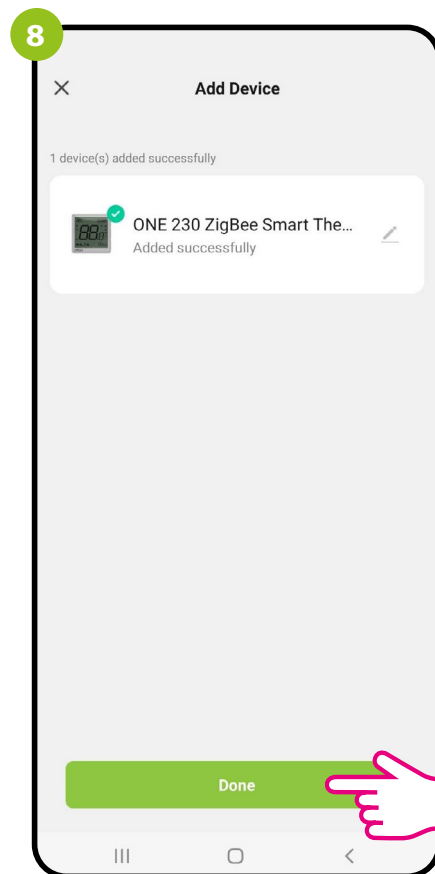 8
Add Device
1 device(s) added successfully
ONE 230 ZigBee Smart The...
Added successfully
Done